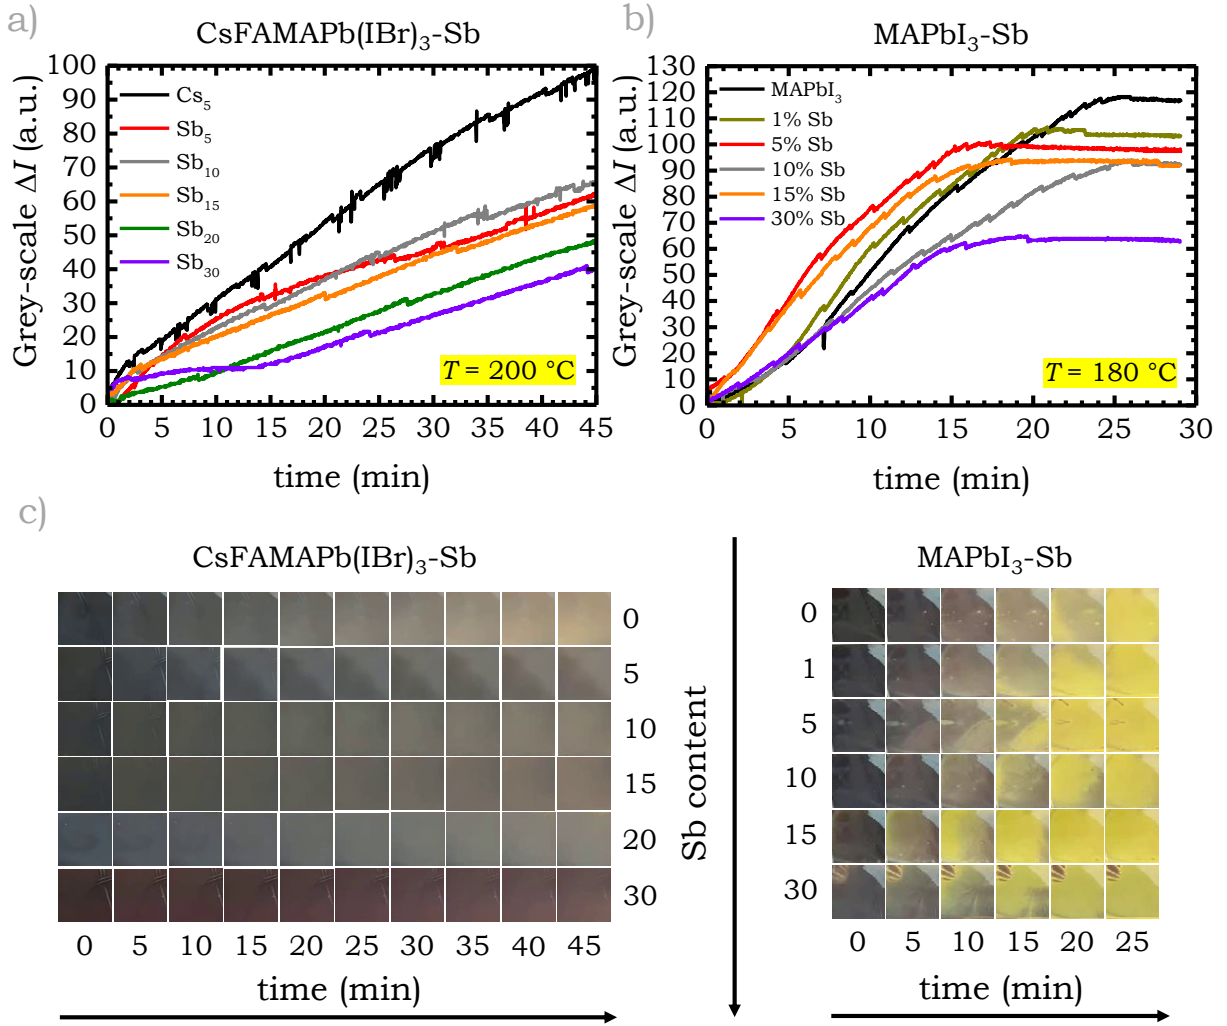 a)
CsFAMAPb(IBr)₃-Sb
Grey-scale ΔI (a.u.)
100
90
80
70
60
50
40
30
20
10
0
Cs₅
Sb₅
Sb₁₀
Sb₁₅
Sb₂₀
Sb₃₀
T = 200 °C
0 5 10 15 20 25 30 35 40 45
time (min)
b)
MAPbI₃-Sb
Grey-scale ΔI (a.u.)
130
120
110
100
90
80
70
60
50
40
30
20
10
0
MAPbI₃
1% Sb
5% Sb
10% Sb
15% Sb
30% Sb
T = 180 °C
0 5 10 15 20 25 30
time (min)
c)
CsFAMAPb(IBr)₃-Sb
0
5
10
15
20
30
0 5 10 15 20 25 30 40 45
time (min)
Sb content
MAPbI₃-Sb
0
1
5
10
15
30
0 5 10 15 20 25
time (min)